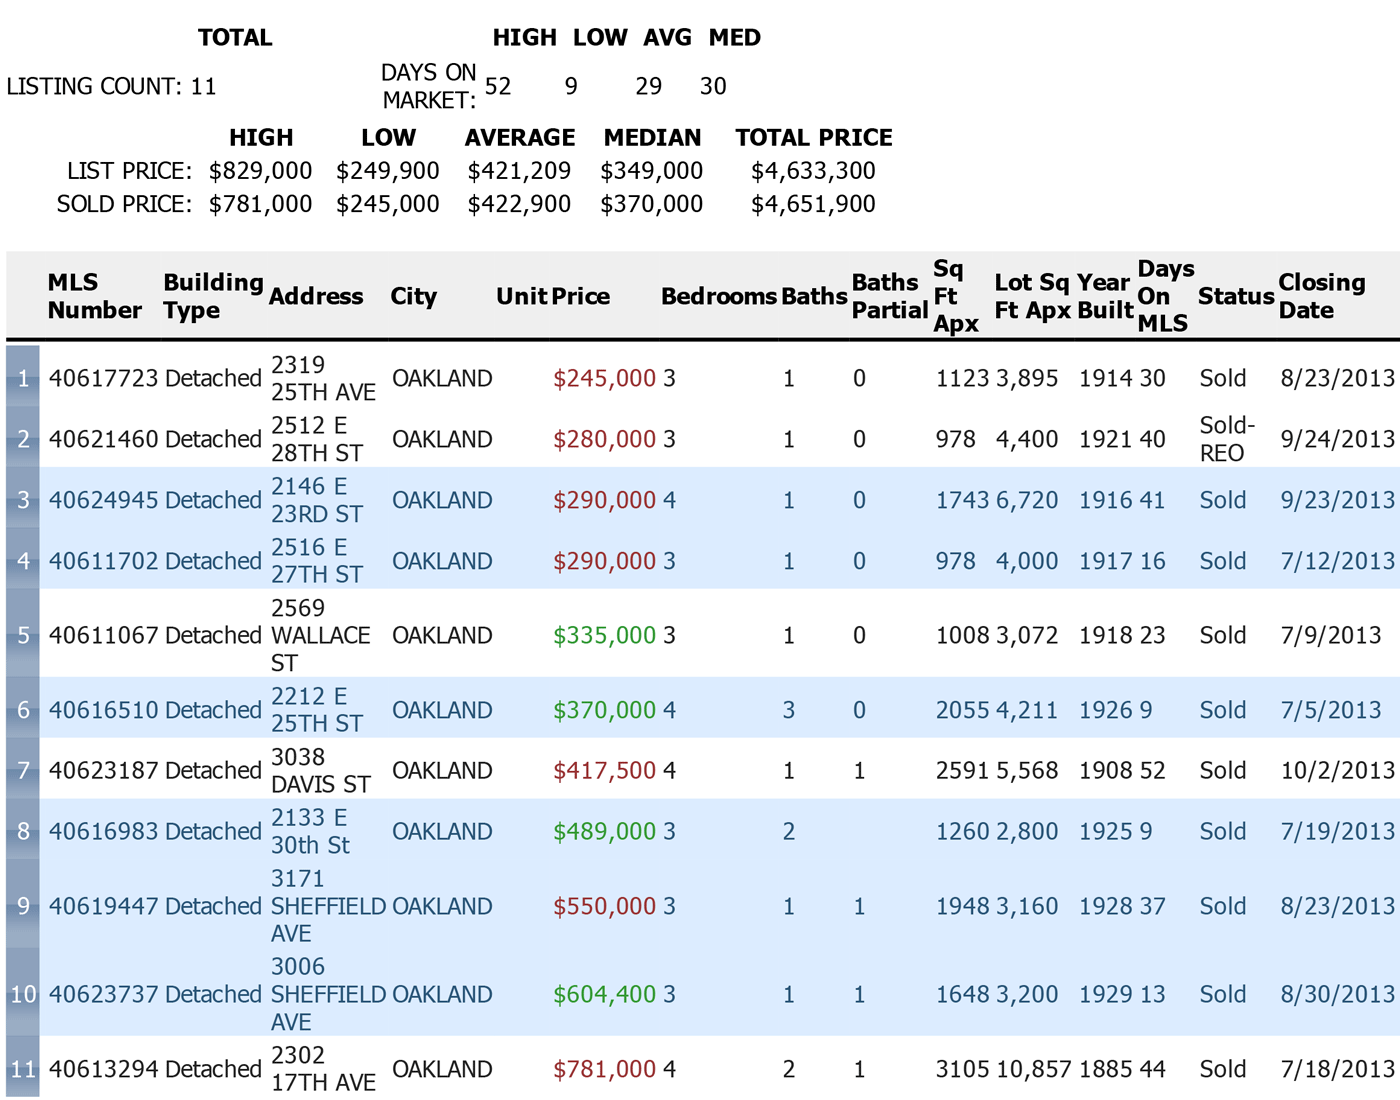 TOTAL HIGH LOW AVG MED
LISTING COUNT: 11 DAYS ON MARKET: 52 9 29 30
HIGH LOW AVERAGE MEDIAN TOTAL PRICE
LIST PRICE: $829,000 $249,900 $421,209 $349,000 $4,633,300
SOLD PRICE: $781,000 $245,000 $422,900 $370,000 $4,651,900
MLS Number Building Type Address City Unit Price Bedrooms Baths Baths Partial Sq Ft Apx Lot Sq Ft Apx Year Built Days On MLS Status Closing Date
1 40617723 Detached 2319 25TH AVE OAKLAND $245,000 3 1 0 1123 3,895 1914 30 Sold 8/23/2013
2 40621460 Detached 2512 E 28TH ST OAKLAND $280,000 3 1 0 978 4,400 1921 40 Sold-REO 9/24/2013
3 40624945 Detached 2146 E 23RD ST OAKLAND $290,000 4 1 0 1743 6,720 1916 41 Sold 9/23/2013
4 40611702 Detached 2516 E 27TH ST OAKLAND $290,000 3 1 0 978 4,000 1917 16 Sold 7/12/2013
5 40611067 Detached 2569 WALLACE ST OAKLAND $335,000 3 1 0 1008 3,072 1918 23 Sold 7/9/2013
6 40616510 Detached 2212 E 25TH ST OAKLAND $370,000 4 3 0 2055 4,211 1926 9 Sold 7/5/2013
7 40623187 Detached 3038 DAVIS ST OAKLAND $417,500 4 1 1 2591 5,568 1908 52 Sold 10/2/2013
8 40616983 Detached 2133 E 30th St OAKLAND $489,000 3 2 1260 2,800 1925 9 Sold 7/19/2013
9 40619447 Detached 3171 SHEFFIELD AVE OAKLAND $550,000 3 1 1 1948 3,160 1928 37 Sold 8/23/2013
10 40623737 Detached 3006 SHEFFIELD AVE OAKLAND $604,400 3 1 1 1648 3,200 1929 13 Sold 8/30/2013
11 40613294 Detached 2302 17TH AVE OAKLAND $781,000 4 2 1 3105 10,857 1885 44 Sold 7/18/2013